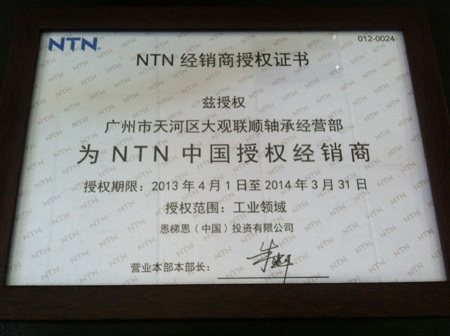 NTN
012-0024
NTN 经销商授权证书
兹授权
广州市天河区大观联顺轴承经营部
为 NTN 中国授权经销商
授权期限：2013 年 4 月 1 日至 2014 年 3 月 31 日
授权范围：工业领域
恩梯恩（中国）投资有限公司
营业本部本部长：